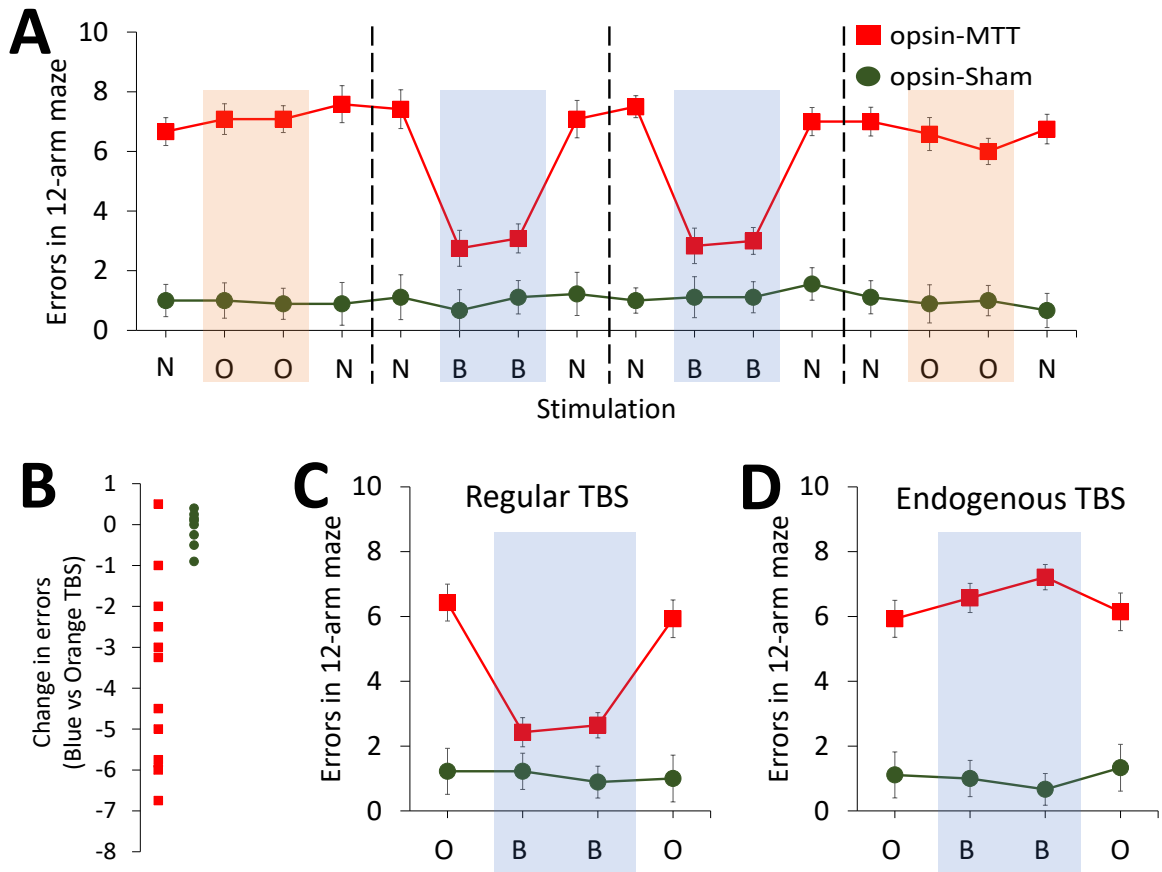 A
Errors in 12-arm maze
10
8
6
4
2
0
opsin-MTT
opsin-Sham
N O O N N B B N N B B N N O O N
Stimulation
B
Change in errors
(Blue vs Orange TBS)
1
0
-1
-2
-3
-4
-5
-6
-7
-8
C
Regular TBS
Errors in 12-arm maze
10
8
6
4
2
0
O B B O
D
Endogenous TBS
Errors in 12-arm maze
10
8
6
4
2
0
O B B O